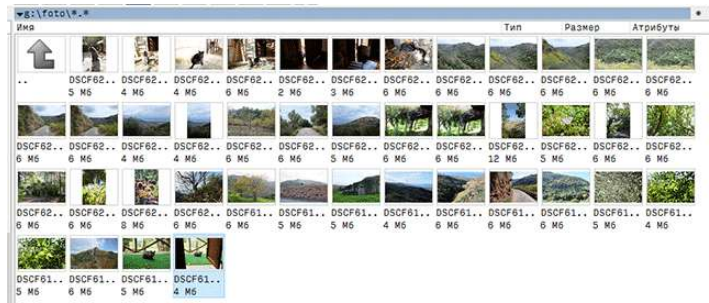 ▾g:\foto\*.*
*
Имя Тип Размер Атрибуты
.. DSCF62.. DSCF62.. DSCF62.. DSCF62.. DSCF62.. DSCF62.. DSCF62.. DSCF62.. DSCF62.. DSCF62.. DSCF62.. DSCF62..
5 Мб 4 Мб 4 Мб 6 Мб 2 Мб 3 Мб 6 Мб 6 Мб 6 Мб 6 Мб 6 Мб 6 Мб
DSCF62.. DSCF62.. DSCF62.. DSCF62.. DSCF62.. DSCF62.. DSCF62.. DSCF62.. DSCF62.. DSCF62.. DSCF62.. DSCF62.. DSCF62..
6 Мб 6 Мб 4 Мб 4 Мб 6 Мб 6 Мб 5 Мб 6 Мб 6 Мб 12 Мб 5 Мб 6 Мб 6 Мб
DSCF62.. DSCF62.. DSCF62.. DSCF62.. DSCF61.. DSCF61.. DSCF61.. DSCF61.. DSCF61.. DSCF61.. DSCF61.. DSCF61.. DSCF61..
6 Мб 6 Мб 8 Мб 6 Мб 6 Мб 5 Мб 4 Мб 6 Мб 6 Мб 4 Мб 6 Мб 5 Мб 4 Мб
DSCF61.. DSCF61.. DSCF61.. DSCF61..
5 Мб 6 Мб 5 Мб 4 Мб